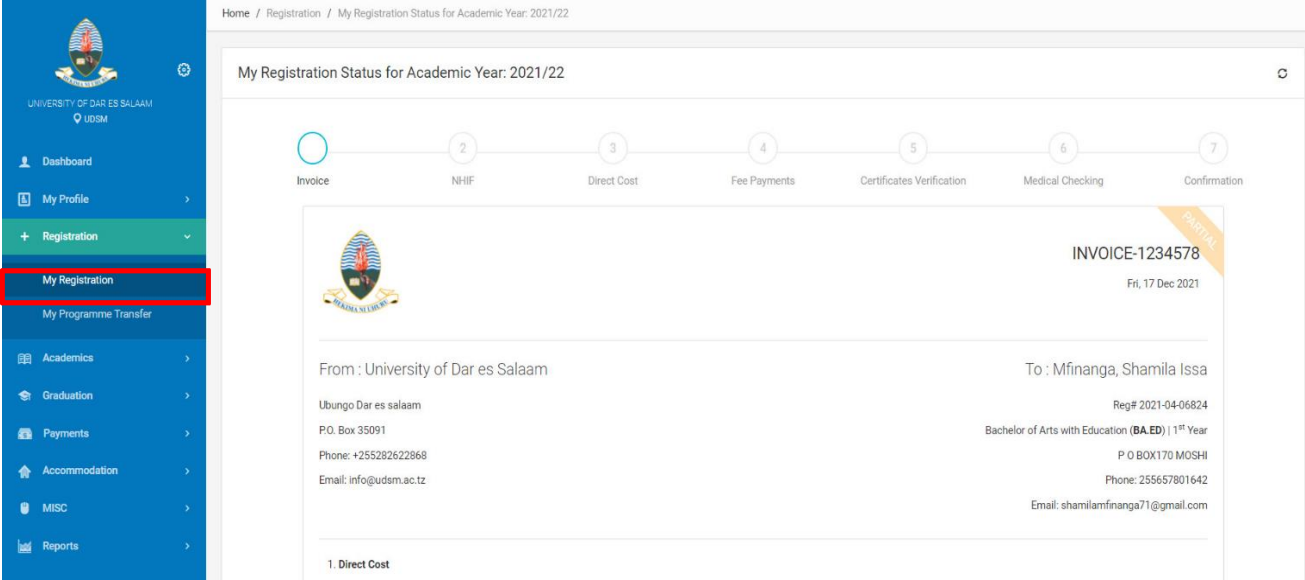 Home / Registration / My Registration Status for Academic Year: 2021/22
UNIVERSITY OF DAR ES SALAAM
UDSM
Dashboard
My Profile
Registration
My Registration
My Programme Transfer
Academics
Graduation
Payments
Accommodation
MISC
Reports
My Registration Status for Academic Year: 2021/22
2
3
4
5
6
7
Invoice
NHIF
Direct Cost
Fee Payments
Certificates Verification
Medical Checking
Confirmation
PARTIAL
HEKIMA NI UHURU
INVOICE-1234578
Fri, 17 Dec 2021
From : University of Dar es Salaam
Ubungo Dar es salaam
P.O. Box 35091
Phone: +255282622868
Email: info@udsm.ac.tz
To : Mfinanga, Shamila Issa
Reg# 2021-04-06824
Bachelor of Arts with Education (BA.ED) | 1st Year
P O BOX170 MOSHI
Phone: 255657801642
Email: shamilamfinanga71@gmail.com
1. Direct Cost